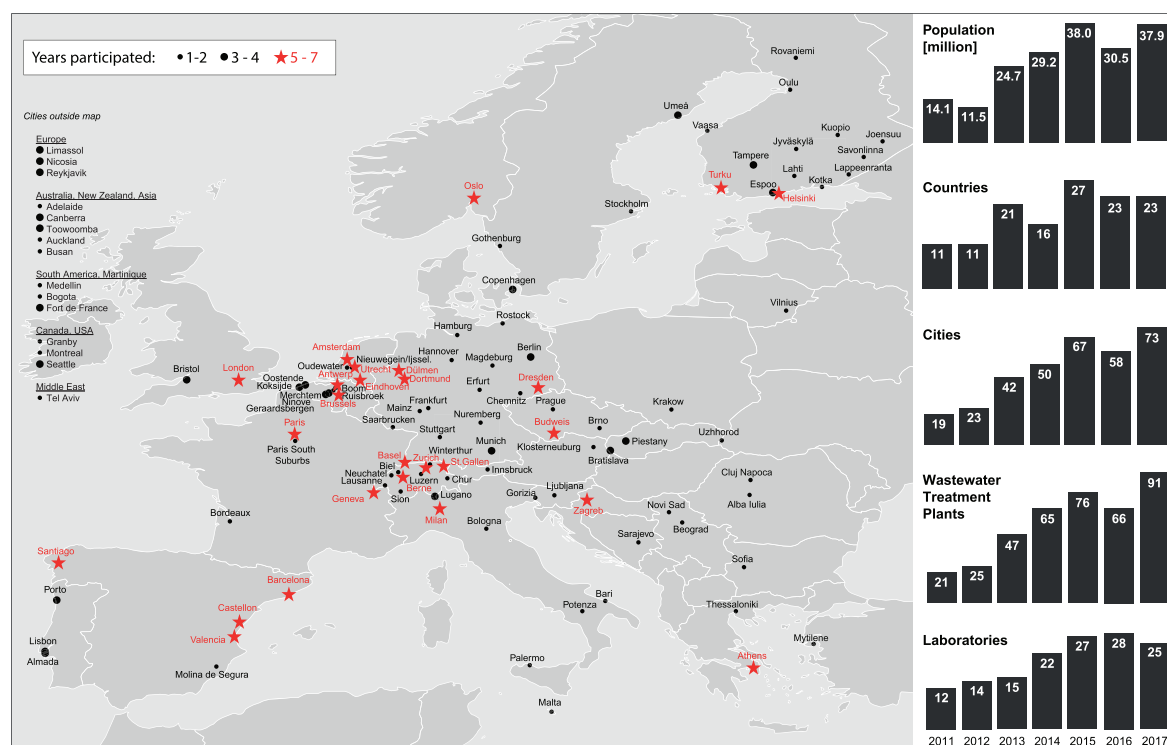 Years participated: 1-2 3 - 4 5 - 7
Cities outside map
Europe
Limassol
Nicosia
Reykjavik
Australia, New Zealand, Asia
Adelaide
Canberra
Toowoomba
Auckland
Busan
South America, Martinique
Medellin
Bogota
Fort de France
Canada, USA
Granby
Montreal
Seattle
Middle East
Tel Aviv
Rovaniemi
Oulu
Umeá
Vaasa
Kuopio
Joensuu
Jyväskylä
Savonlinna
Tampere
Lahti
Lappeenranta
Turku
Espoo
Kotka
Helsinki
Oslo
Stockholm
Gothenburg
Copenhagen
Vilnius
Rostock
Hamburg
Amsterdam
Nieuwegein/Ijssel.
Hannover
Berlin
Oudewater
Utrecht
Dülmen
Magdeburg
Bristol
London
Oostende
Antwerp
Eindhoven
Dortmund
Koksijde
Boom
Erfurt
Dresden
Merchtem
Ruisbroek
Chemnitz
Ninove
Brussels
Geraardsbergen
Frankfurt
Mainz
Prague
Krakow
Saarbrucken
Nuremberg
Budweis
Brno
Uzhhorod
Paris
Stuttgart
Paris South
Suburbs
Munich
Klosterneuburg
Piestany
Bratislava
Winterthur
Basel
Zurich
St.Gallen
Biel
Innsbruck
Cluj Napoca
Neuchatel
Luzern
Chur
Lausanne
Berne
Geneva
Sion
Lugano
Gorizia
Ljubljana
Alba Iulia
Milan
Zagreb
Novi Sad
Bordeaux
Bologna
Beograd
Sarajevo
Santiago
Sofia
Barcelona
Porto
Bari
Potenza
Thessaloniki
Castellon
Valencia
Lisbon
Almada
Mytilene
Molina de Segura
Palermo
Athens
Malta
Population
[million]
14.1 11.5 24.7 29.2 38.0 30.5 37.9
Countries
11 11 21 16 27 23 23
Cities
19 23 42 50 67 58 73
Wastewater
Treatment
Plants
21 25 47 65 76 66 91
Laboratories
12 14 15 22 27 28 25
2011 2012 2013 2014 2015 2016 2017